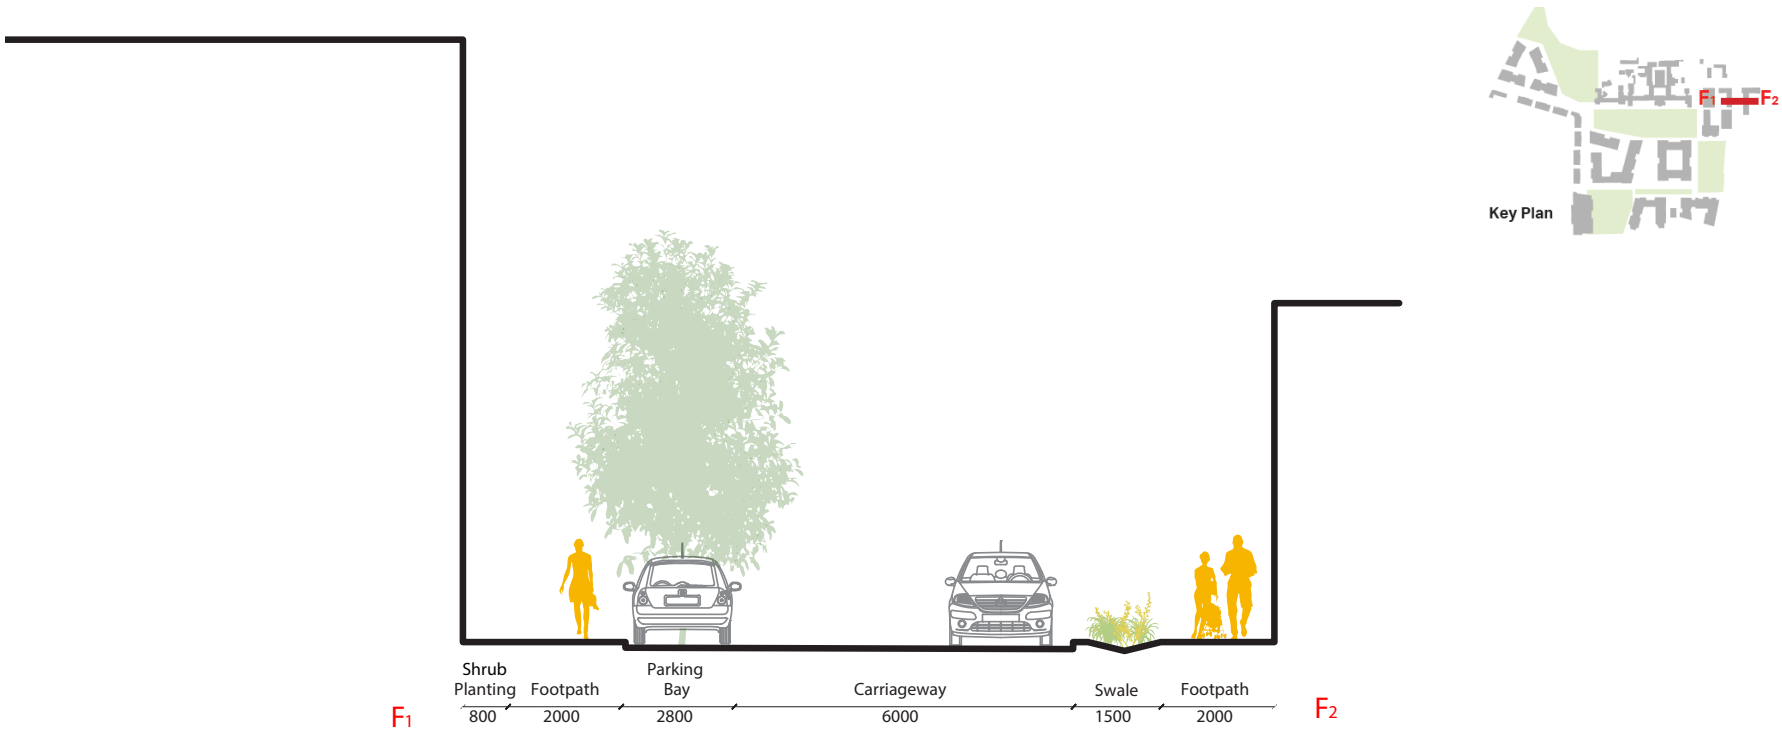 F1
F2
Key Plan
Shrub
Planting
Footpath
Parking
Bay
Carriageway
Swale
Footpath
F1
800
2000
2800
6000
1500
2000
F2